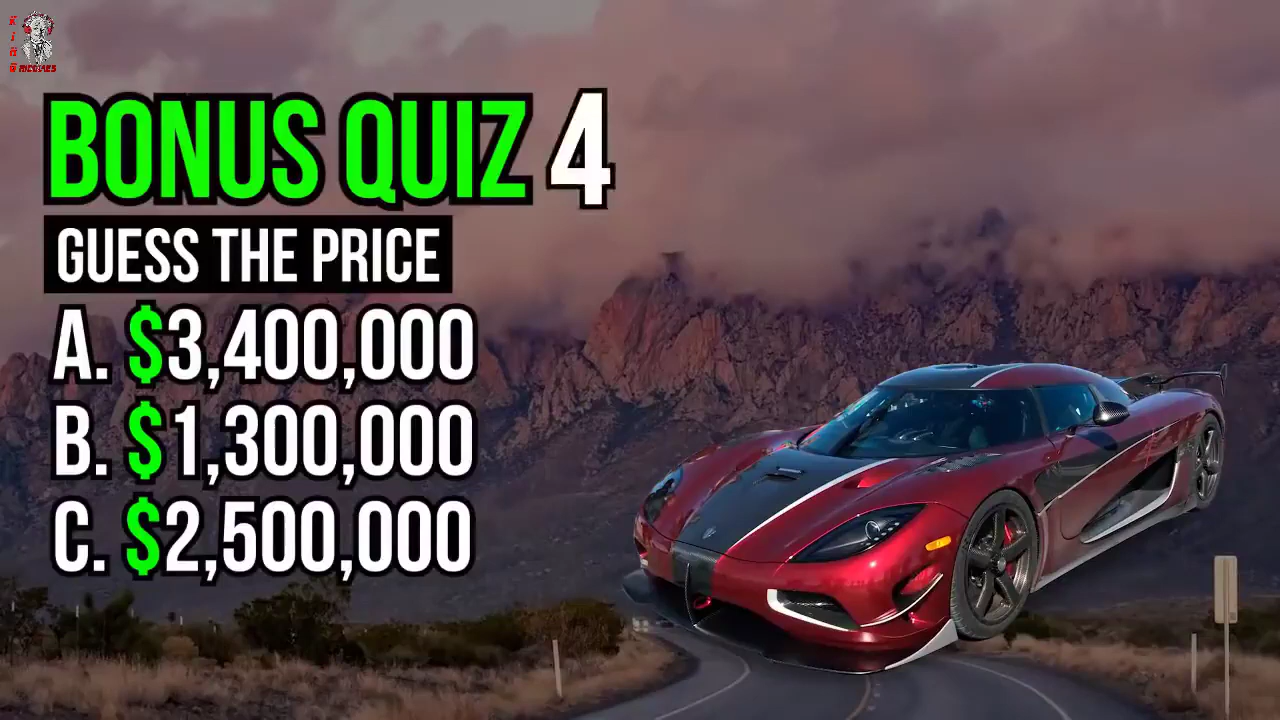 BONUS QUIZ 4
GUESS THE PRICE
A. $3,400,000
B. $1,300,000
C. $2,500,000